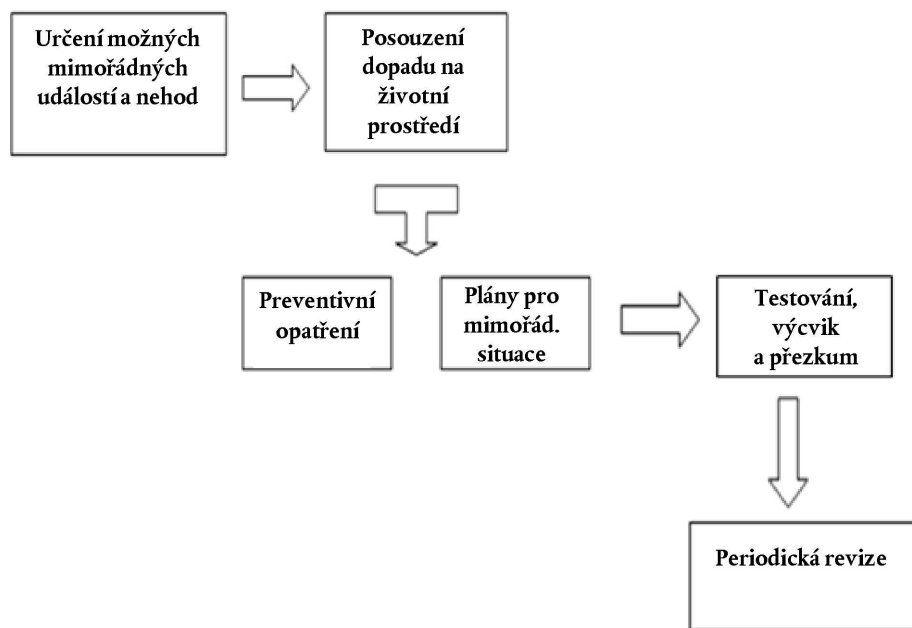 Určení možných
mimořádných
událostí a nehod
Posouzení
dopadu na
životní
prostředí
Preventivní
opatření
Plány pro
mimořád.
situace
Testování,
výcvik
a přezkum
Periodická revize